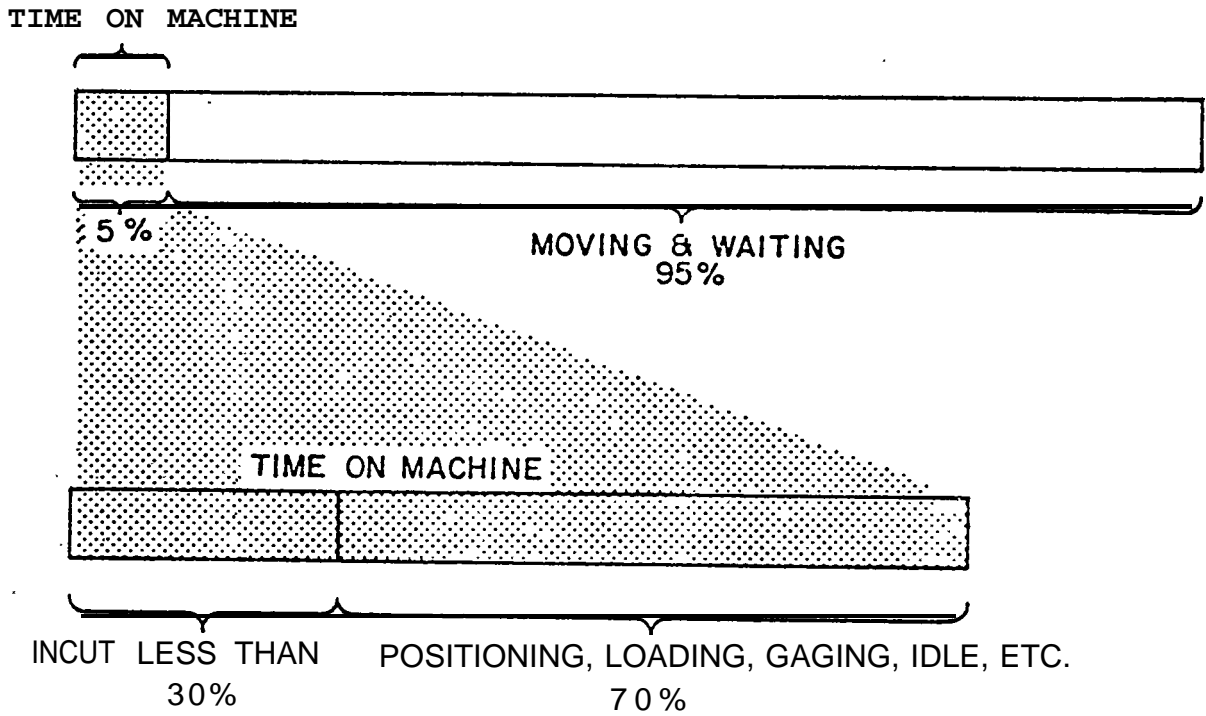 TIME ON MACHINE
5%
MOVING & WAITING
95%
TIME ON MACHINE
INCUT LESS THAN
30%
POSITIONING, LOADING, GAGING, IDLE, ETC.
70%